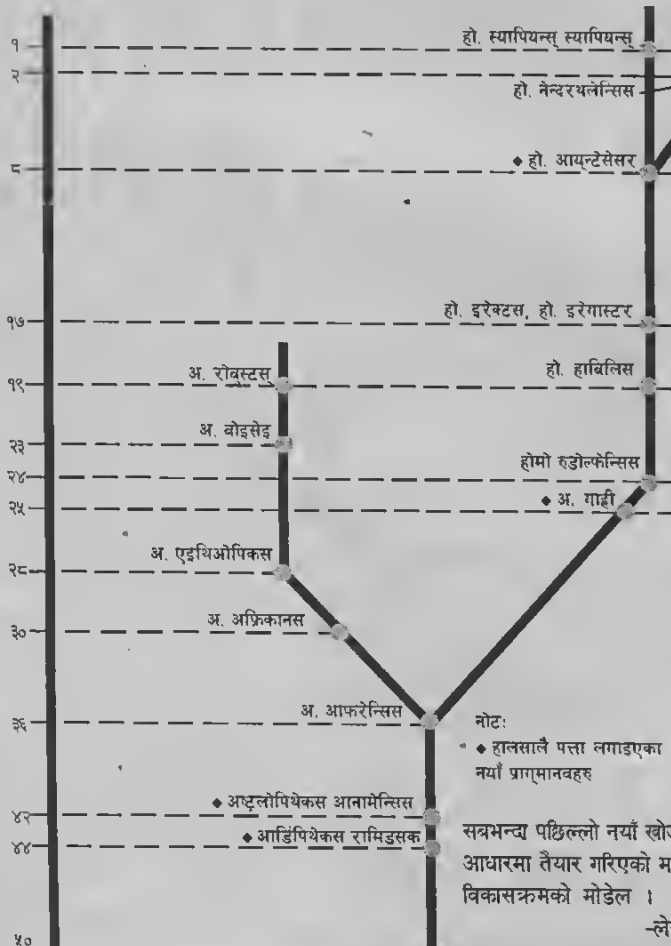 १
हो. स्यापियन्स् स्यापियन्स्
२
हो. नेन्दरथलेन्सिस
८
◆ हो. आय्न्टेसेसर
१७
हो. इरेक्टस, हो. इरेगास्टर
१९
अ. रोबुस्टस्
हो. हाबिलिस
२३
अ. बोइसेइ
२४
होमो रुडोल्फेन्सिस
२५
◆ अ. गाह्री
२८
अ. एइथिओपिकस
३०
अ. अफ्रिकानस
३६
अ. आफरेन्सिस
नोटः
◆ हालसालै पत्ता लगाइएका
नयाँ प्राग्मानवहरु
४२
◆ अष्ट्रलोपिथेकस आनामेन्सिस
४४
◆ आर्डिपिथेकस रामिडसक
सबभन्दा पछिल्लो नयाँ
आधारमा तैयार गरिएको
विकासक्रमको मोडेल ।
५०